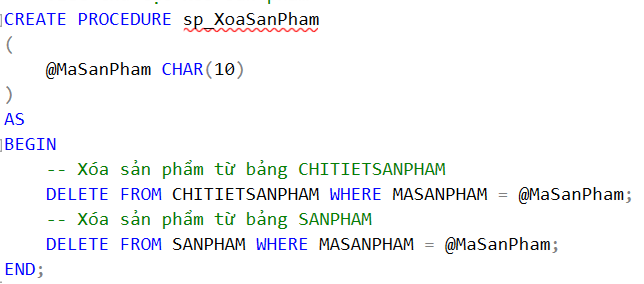 CREATE PROCEDURE sp_XoaSanPham
(
    @MaSanPham CHAR(10)
)
AS
BEGIN
    -- Xóa sản phẩm từ bảng CHITIETSANPHAM
    DELETE FROM CHITIETSANPHAM WHERE MASANPHAM = @MaSanPham;
    -- Xóa sản phẩm từ bảng SANPHAM
    DELETE FROM SANPHAM WHERE MASANPHAM = @MaSanPham;
END;